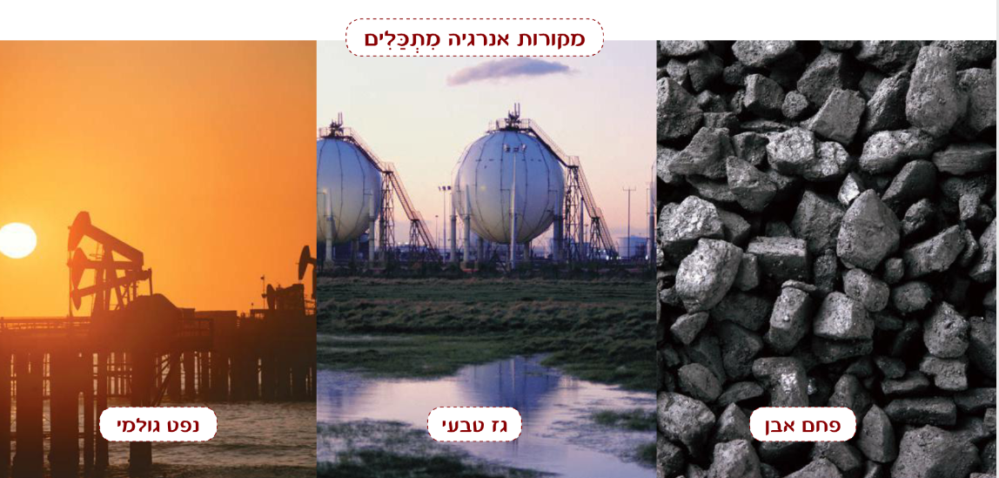 מקורות אנרגיה מִתְכַּלִּים
פחם אבן
גז טבעי
נפט גולמי